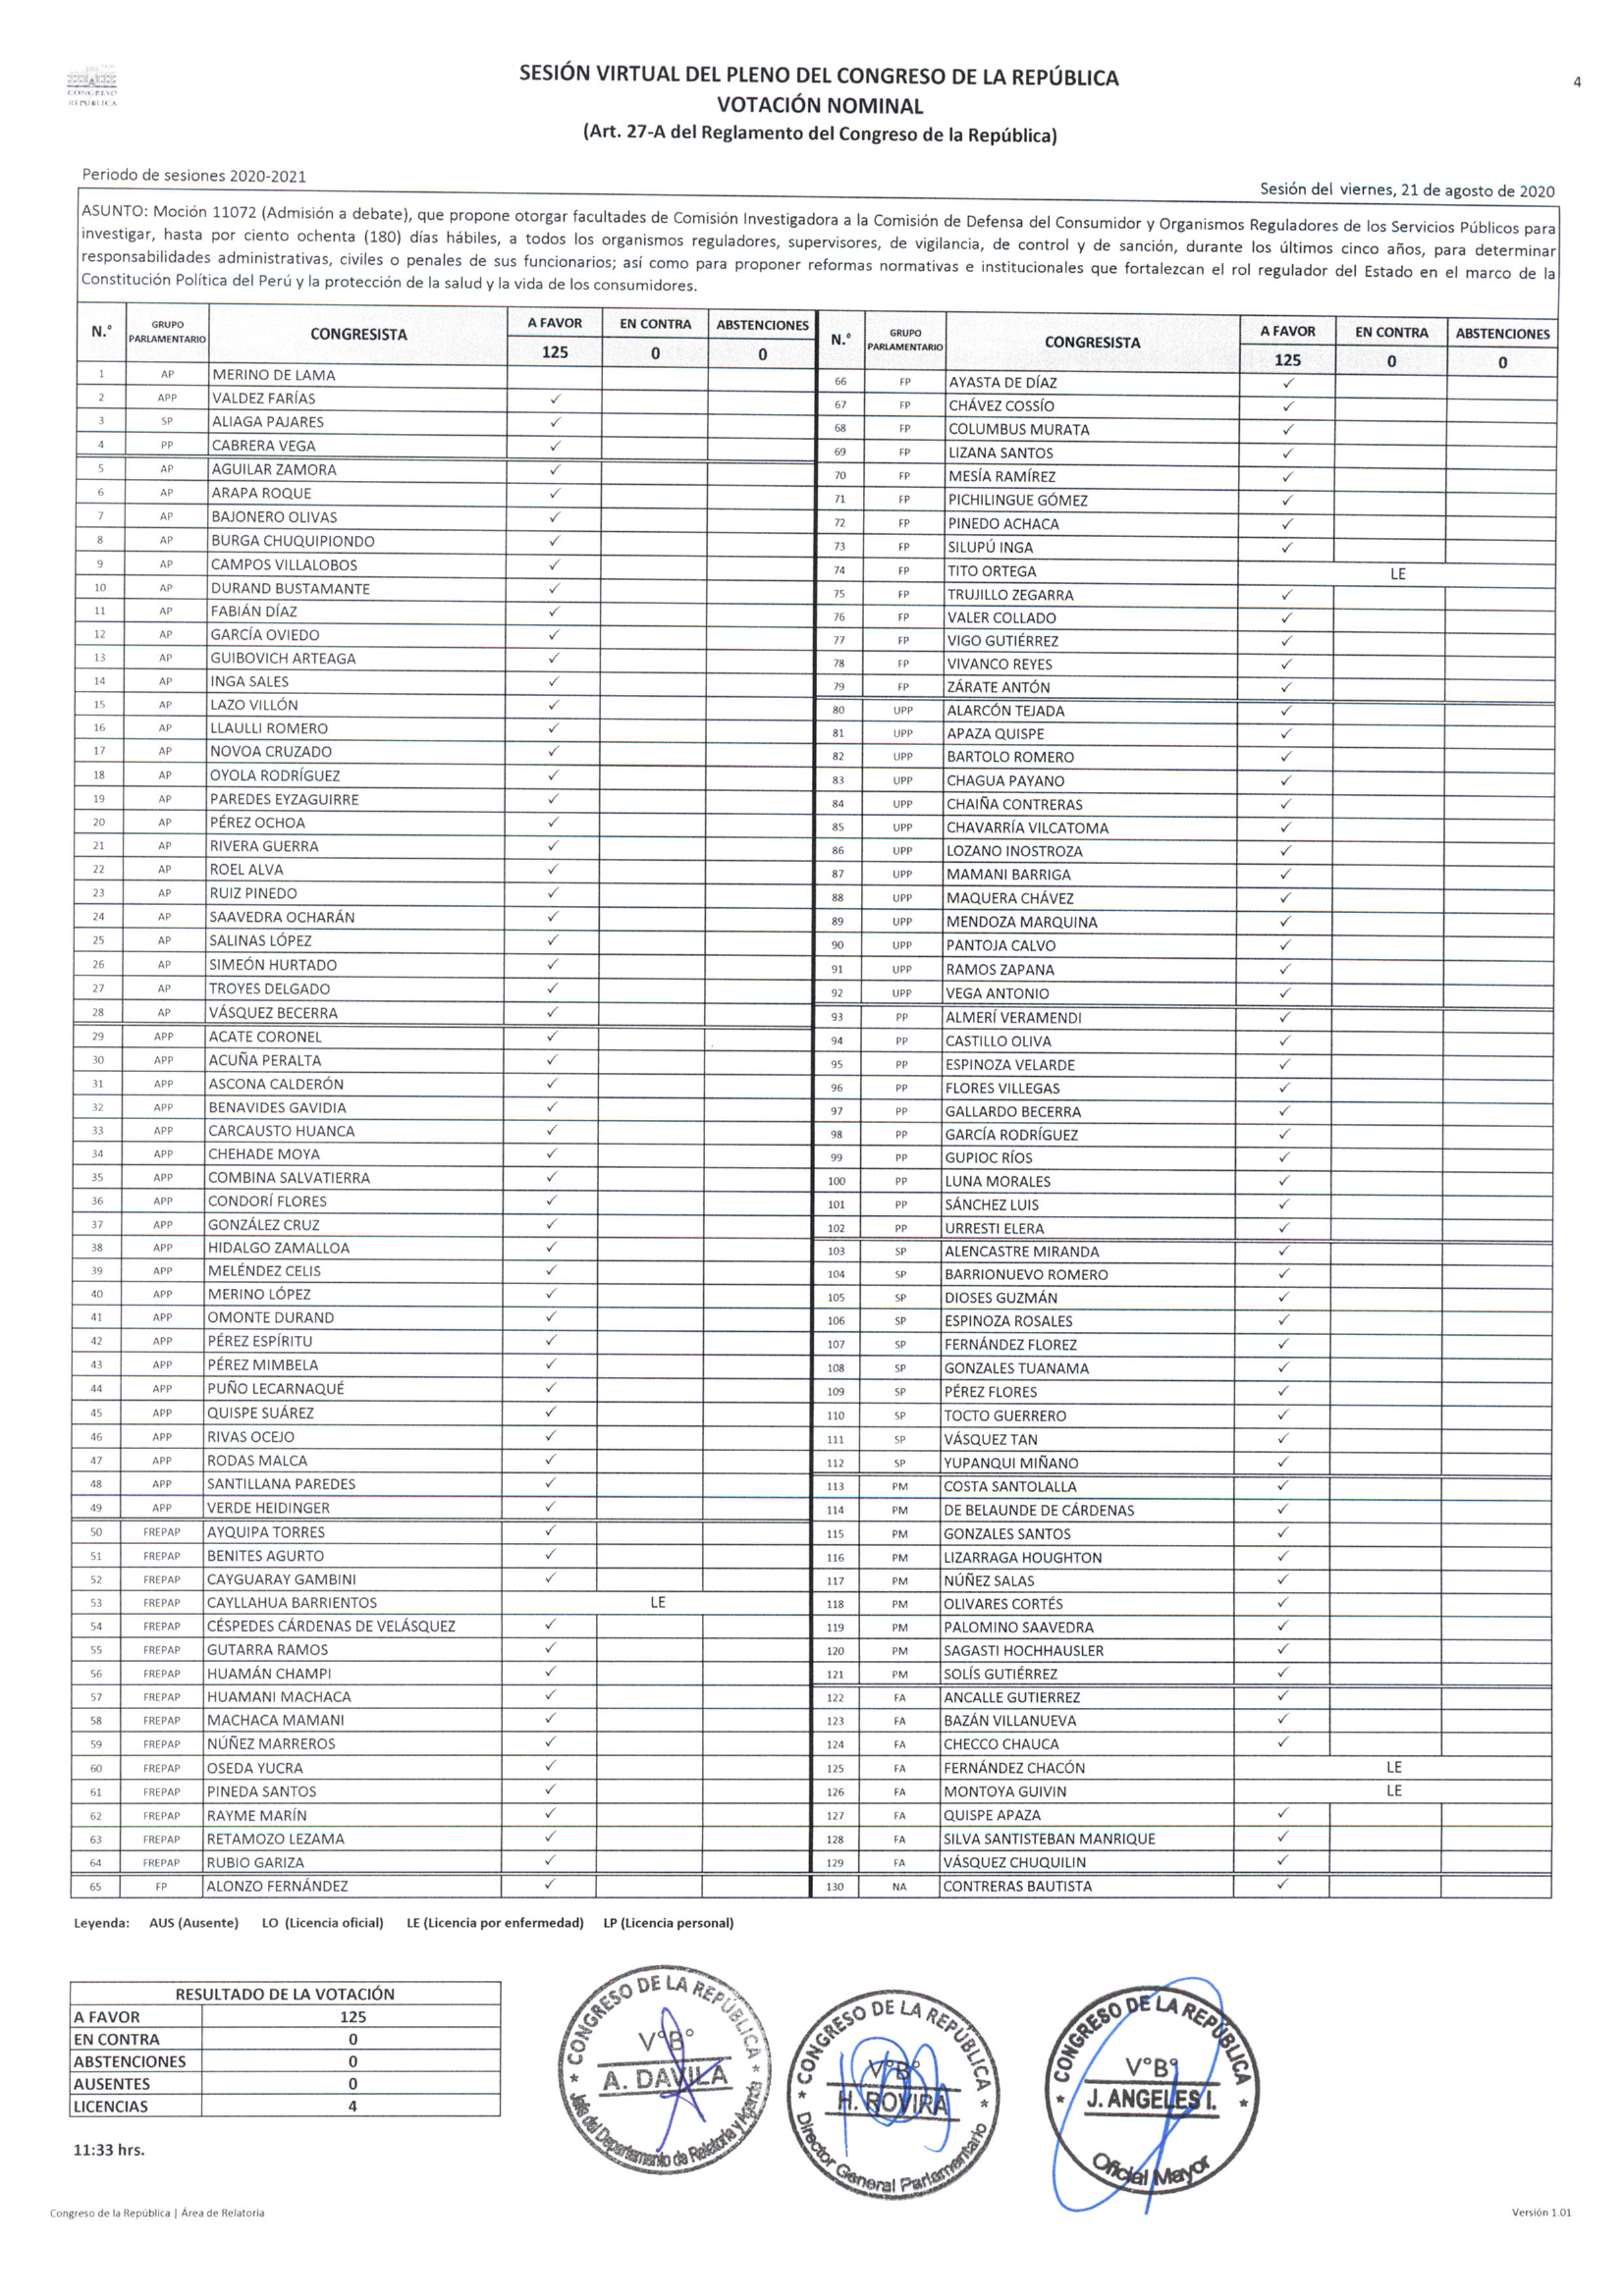 CONGRESO
REPÚBLICA
SESIÓN VIRTUAL DEL PLENO DEL CONGRESO DE LA REPÚBLICA
VOTACIÓN NOMINAL
(Art. 27-A del Reglamento del Congreso de la República)
4
Periodo de sesiones 2020-2021
Sesión del viernes, 21 de agosto de 2020
ASUNTO: Moción 11072 (Admisión a debate), que propone otorgar facultades de Comisión Investigadora a la Comisión de Defensa del Consumidor y Organismos Reguladores de los Servicios Públicos para
investigar, hasta por ciento ochenta (180) días hábiles, a todos los organismos reguladores, supervisores, de vigilancia, de control y de sanción, durante los últimos cinco años, para determinar
responsabilidades administrativas, civiles o penales de sus funcionarios; así como para proponer reformas normativas e institucionales que fortalezcan el rol regulador del Estado en el marco de la
Constitución Política del Perú y la protección de la salud y la vida de los consumidores.
N.° GRUPO PARLAMENTARIO CONGRESISTA A FAVOR EN CONTRA ABSTENCIONES
125 0 0
1 AP MERINO DE LAMA
2 APP VALDEZ FARÍAS ✓
3 SP ALIAGA PAJARES ✓
4 PP CABRERA VEGA ✓
5 AP AGUILAR ZAMORA ✓
6 AP ARAPA ROQUE ✓
7 AP BAJONERO OLIVAS ✓
8 AP BURGA CHUQUIPIONDO ✓
9 AP CAMPOS VILLALOBOS ✓
10 AP DURAND BUSTAMANTE ✓
11 AP FABIÁN DÍAZ ✓
12 AP GARCÍA OVIEDO ✓
13 AP GUIBOVICH ARTEAGA ✓
14 AP INGA SALES ✓
15 AP LAZO VILLÓN ✓
16 AP LLAULLI ROMERO ✓
17 AP NOVOA CRUZADO ✓
18 AP OYOLA RODRÍGUEZ ✓
19 AP PAREDES EYZAGUIRRE ✓
20 AP PÉREZ OCHOA ✓
21 AP RIVERA GUERRA ✓
22 AP ROEL ALVA ✓
23 AP RUIZ PINEDO ✓
24 AP SAAVEDRA OCHARÁN ✓
25 AP SALINAS LÓPEZ ✓
26 AP SIMEÓN HURTADO ✓
27 AP TROYES DELGADO ✓
28 AP VÁSQUEZ BECERRA ✓
29 APP ACATE CORONEL ✓
30 APP ACUÑA PERALTA ✓
31 APP ASCONA CALDERÓN ✓
32 APP BENAVIDES GAVIDIA ✓
33 APP CARCAUSTO HUANCA ✓
34 APP CHEHADE MOYA ✓
35 APP COMBINA SALVATIERRA ✓
36 APP CONDORÍ FLORES ✓
37 APP GONZÁLEZ CRUZ ✓
38 APP HIDALGO ZAMALLOA ✓
39 APP MELÉNDEZ CELIS ✓
40 APP MERINO LÓPEZ ✓
41 APP OMONTE DURAND ✓
42 APP PÉREZ ESPÍRITU ✓
43 APP PÉREZ MIMBELA ✓
44 APP PUÑO LECARNAQUÉ ✓
45 APP QUISPE SUÁREZ ✓
46 APP RIVAS OCEJO ✓
47 APP RODAS MALCA ✓
48 APP SANTILLANA PAREDES ✓
49 APP VERDE HEIDINGER ✓
50 FREPAP AYQUIPA TORRES ✓
51 FREPAP BENITES AGURTO ✓
52 FREPAP CAYGUARAY GAMBINI ✓
53 FREPAP CAYLLAHUA BARRIENTOS LE
54 FREPAP CÉSPEDES CÁRDENAS DE VELÁSQUEZ ✓
55 FREPAP GUTARRA RAMOS ✓
56 FREPAP HUAMÁN CHAMPI ✓
57 FREPAP HUAMANI MACHACA ✓
58 FREPAP MACHACA MAMANI ✓
59 FREPAP NÚÑEZ MARREROS ✓
60 FREPAP OSEDA YUCRA ✓
61 FREPAP PINEDA SANTOS ✓
62 FREPAP RAYME MARÍN ✓
63 FREPAP RETAMOZO LEZAMA ✓
64 FREPAP RUBIO GARIZA ✓
65 FP ALONZO FERNÁNDEZ ✓
N.° GRUPO PARLAMENTARIO CONGRESISTA A FAVOR EN CONTRA ABSTENCIONES
125 0 0
66 FP AYASTA DE DÍAZ ✓
67 FP CHÁVEZ COSSÍO ✓
68 FP COLUMBUS MURATA ✓
69 FP LIZANA SANTOS ✓
70 FP MESÍA RAMÍREZ ✓
71 FP PICHILINGUE GÓMEZ ✓
72 FP PINEDO ACHACA ✓
73 FP SILUPÚ INGA ✓
74 FP TITO ORTEGA LE
75 FP TRUJILLO ZEGARRA ✓
76 FP VALER COLLADO ✓
77 FP VIGO GUTIÉRREZ ✓
78 FP VIVANCO REYES ✓
79 FP ZÁRATE ANTÓN ✓
80 UPP ALARCÓN TEJADA ✓
81 UPP APAZA QUISPE ✓
82 UPP BARTOLO ROMERO ✓
83 UPP CHAGUA PAYANO ✓
84 UPP CHAIÑA CONTRERAS ✓
85 UPP CHAVARRÍA VILCATOMA ✓
86 UPP LOZANO INOSTROZA ✓
87 UPP MAMANI BARRIGA ✓
88 UPP MAQUERA CHÁVEZ ✓
89 UPP MENDOZA MARQUINA ✓
90 UPP PANTOJA CALVO ✓
91 UPP RAMOS ZAPANA ✓
92 UPP VEGA ANTONIO ✓
93 PP ALMERÍ VERAMENDI ✓
94 PP CASTILLO OLIVA ✓
95 PP ESPINOZA VELARDE ✓
96 PP FLORES VILLEGAS ✓
97 PP GALLARDO BECERRA ✓
98 PP GARCÍA RODRÍGUEZ ✓
99 PP GUPIOC RÍOS ✓
100 PP LUNA MORALES ✓
101 PP SÁNCHEZ LUIS ✓
102 PP URRESTI ELERA ✓
103 SP ALENCASTRE MIRANDA ✓
104 SP BARRIONUEVO ROMERO ✓
105 SP DIOSES GUZMÁN ✓
106 SP ESPINOZA ROSALES ✓
107 SP FERNÁNDEZ FLOREZ ✓
108 SP GONZALES TUANAMA ✓
109 SP PÉREZ FLORES ✓
110 SP TOCTO GUERRERO ✓
111 SP VÁSQUEZ TAN ✓
112 SP YUPANQUI MIÑANO ✓
113 PM COSTA SANTOLALLA ✓
114 PM DE BELAUNDE DE CÁRDENAS ✓
115 PM GONZALES SANTOS ✓
116 PM LIZARRAGA HOUGHTON ✓
117 PM NÚÑEZ SALAS ✓
118 PM OLIVARES CORTÉS ✓
119 PM PALOMINO SAAVEDRA ✓
120 PM SAGASTI HOCHHAUSLER ✓
121 PM SOLÍS GUTIÉRREZ ✓
122 FA ANCALLE GUTIERREZ ✓
123 FA BAZÁN VILLANUEVA ✓
124 FA CHECCO CHAUCA ✓
125 FA FERNÁNDEZ CHACÓN LE
126 FA MONTOYA GUIVIN LE
127 FA QUISPE APAZA ✓
128 FA SILVA SANTISTEBAN MANRIQUE ✓
129 FA VÁSQUEZ CHUQUILIN ✓
130 NA CONTRERAS BAUTISTA ✓
Leyenda: AUS (Ausente) LO (Licencia oficial) LE (Licencia por enfermedad) LP (Licencia personal)
RESULTADO DE LA VOTACIÓN
A FAVOR 125
EN CONTRA 0
ABSTENCIONES 0
AUSENTES 0
LICENCIAS 4
11:33 hrs.
* CONGRESO DE LA REPÚBLICA *
V°B°
A. DAVILA
Jefe del Departamento de Relatoría y Agenda
* CONGRESO DE LA REPÚBLICA *
V°B°
H. ROVIRA
Director General Parlamentario
* CONGRESO DE LA REPÚBLICA *
V°B°
J. ANGELES I.
Oficial Mayor
Congreso de la República | Área de Relatoría
Versión 1.01